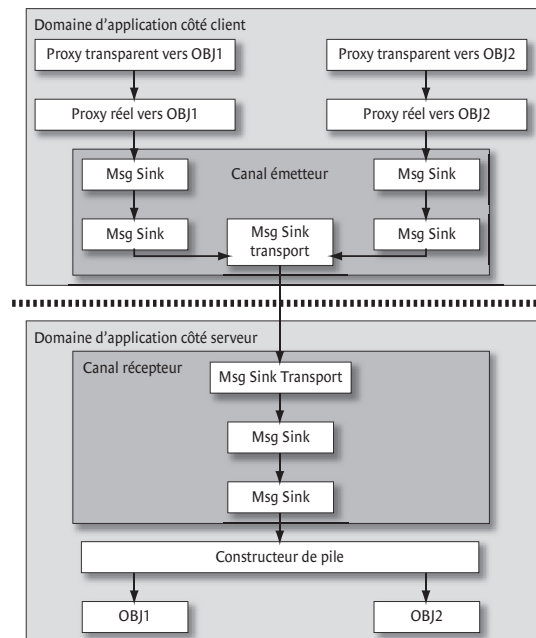 Domaine d'application côté client
Proxy transparent vers OBJ1
Proxy transparent vers OBJ2
Proxy réel vers OBJ1
Proxy réel vers OBJ2
Msg Sink
Canal émetteur
Msg Sink
Msg Sink
Msg Sink
transport
Msg Sink
Domaine d'application côté serveur
Canal récepteur
Msg Sink Transport
Msg Sink
Msg Sink
Constructeur de pile
OBJ1
OBJ2